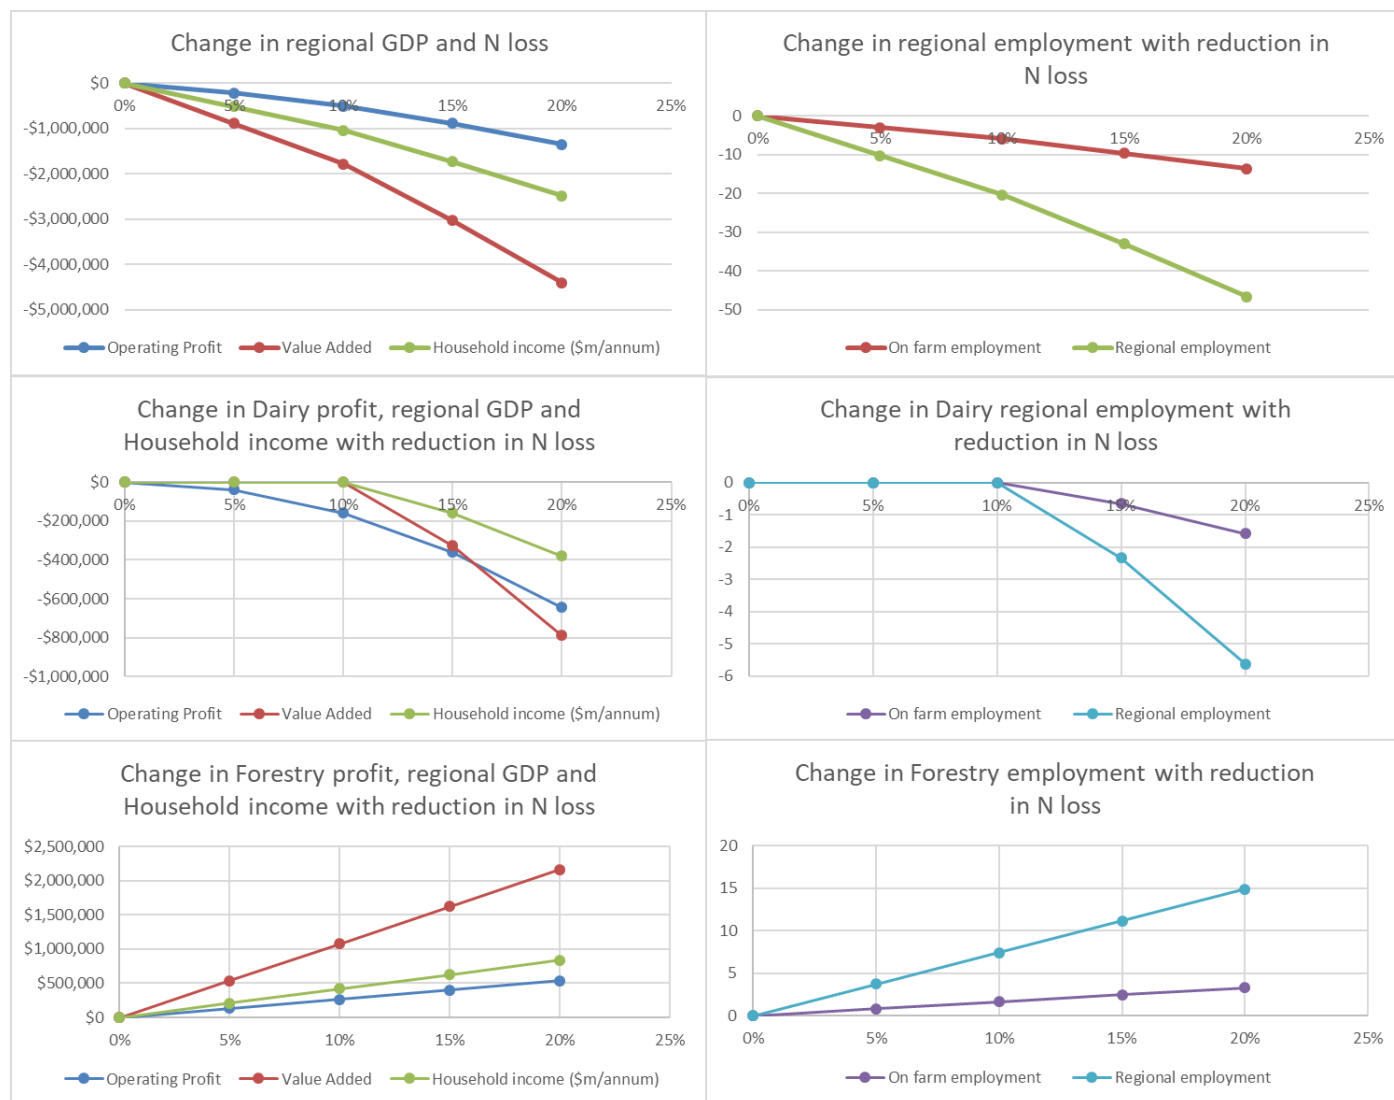 Change in regional GDP and N loss
$0
-$1,000,000
-$2,000,000
-$3,000,000
-$4,000,000
-$5,000,000
0% 5% 10% 15% 20% 25%
Operating Profit Value Added Household income ($m/annum)
Change in regional employment with reduction in
N loss
0
-10
-20
-30
-40
-50
0% 5% 10% 15% 20% 25%
On farm employment Regional employment
Change in Dairy profit, regional GDP and
Household income with reduction in N loss
$0
-$200,000
-$400,000
-$600,000
-$800,000
-$1,000,000
0% 5% 10% 15% 20% 25%
Operating Profit Value Added Household income ($m/annum)
Change in Dairy regional employment with
reduction in N loss
0
-1
-2
-3
-4
-5
-6
0% 5% 10% 15% 20% 25%
On farm employment Regional employment
Change in Forestry profit, regional GDP and
Household income with reduction in N loss
$2,500,000
$2,000,000
$1,500,000
$1,000,000
$500,000
$0
0% 5% 10% 15% 20% 25%
Operating Profit Value Added Household income ($m/annum)
Change in Forestry employment with reduction
in N loss
20
15
10
5
0
0% 5% 10% 15% 20% 25%
On farm employment Regional employment